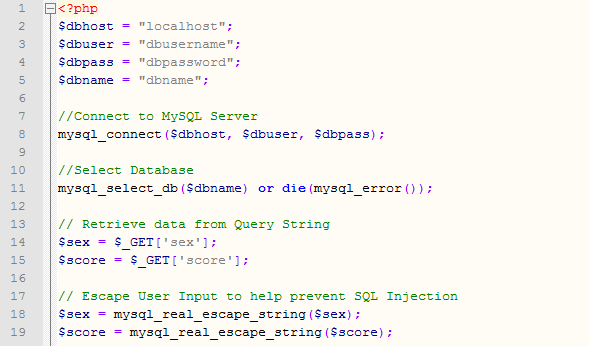 1 <?php
2 $dbhost = "localhost";
3 $dbuser = "dbusername";
4 $dbpass = "dbpassword";
5 $dbname = "dbname";
6
7 //Connect to MySQL Server
8 mysql_connect($dbhost, $dbuser, $dbpass);
9
10 //Select Database
11 mysql_select_db($dbname) or die(mysql_error());
12
13 // Retrieve data from Query String
14 $sex = $_GET['sex'];
15 $score = $_GET['score'];
16
17 // Escape User Input to help prevent SQL Injection
18 $sex = mysql_real_escape_string($sex);
19 $score = mysql_real_escape_string($score);